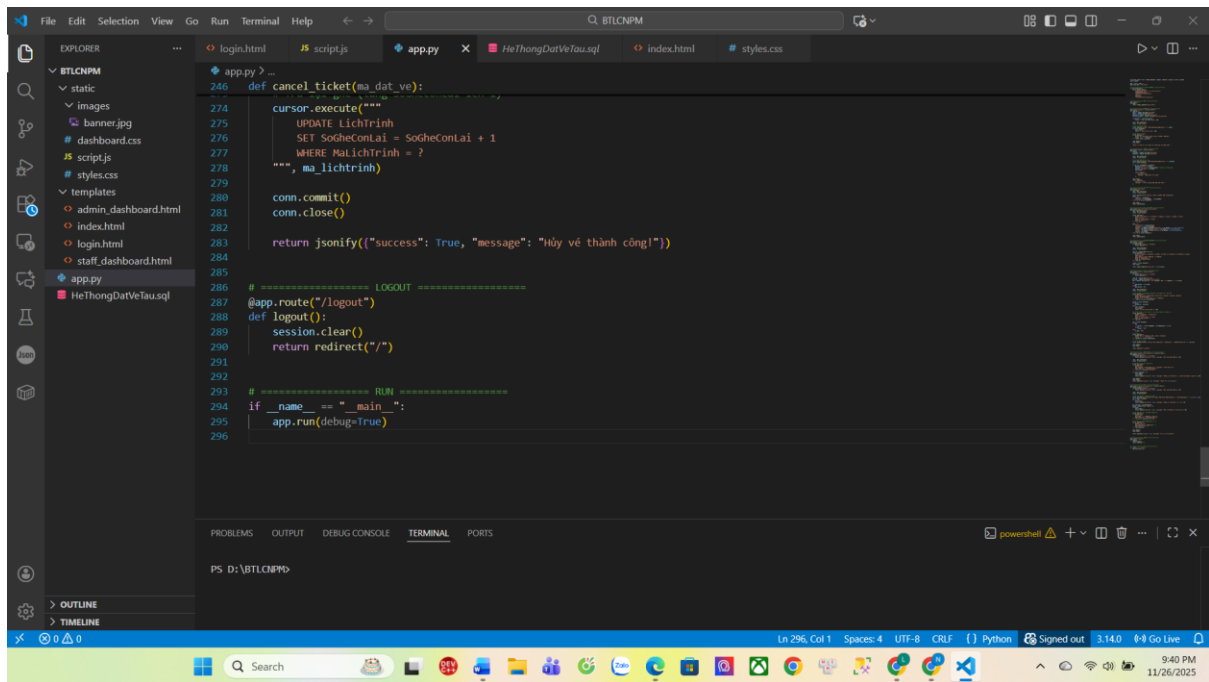 File Edit Selection View Go Run Terminal Help
BTLCNPM
EXPLORER
login.html
JS script.js
app.py
HeThongDatVeTau.sql
index.html
# styles.css
BTLCNPM
static
images
banner.jpg
# dashboard.css
JS script.js
# styles.css
templates
admin_dashboard.html
index.html
login.html
staff_dashboard.html
app.py
HeThongDatVeTau.sql
OUTLINE
TIMELINE
app.py > ...
246 def cancel_ticket(ma_dat_ve):
274 cursor.execute("""
275 UPDATE LichTrinh
276 SET SoGheConLai = SoGheConLai + 1
277 WHERE MaLichTrinh = ?
278 """, ma_lichtrinh)
279
280 conn.commit()
281 conn.close()
282
283 return jsonify({"success": True, "message": "Hủy vé thành công!"})
284
285
286 # ================== LOGOUT ==================
287 @app.route("/logout")
288 def logout():
289 session.clear()
290 return redirect("/")
291
292
293 # ================== RUN ==================
294 if __name__ == "__main__":
295 app.run(debug=True)
296
PROBLEMS OUTPUT DEBUG CONSOLE TERMINAL PORTS
powershell
PS D:\BTLCNPM>
Json
0 0
Ln 296, Col 1 Spaces: 4 UTF-8 CRLF {} Python Signed out 3.14.0 Go Live
Search
DEV C++
Zalo
9:40 PM
11/26/2025